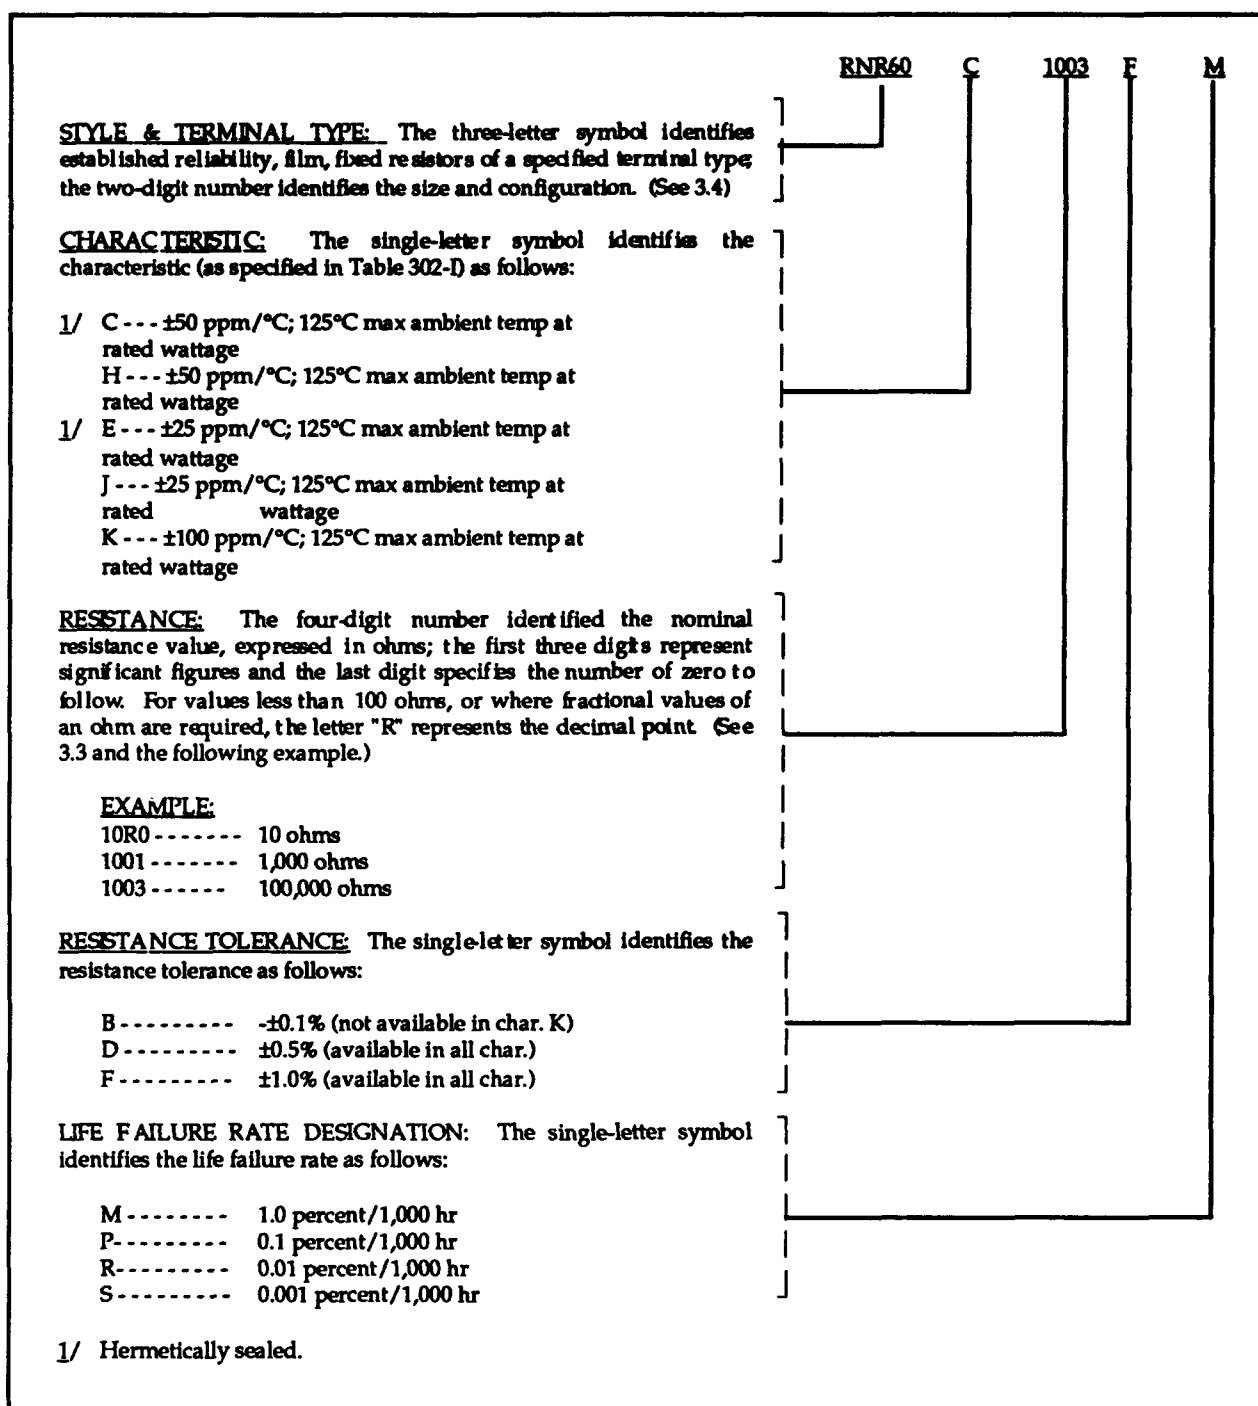 RNR60 C 1003 F M
STYLE & TERMINAL TYPE: The three-letter symbol identifies
established reliability, film, fixed resistors of a specified terminal type;
the two-digit number identifies the size and configuration. (See 3.4)
CHARACTERISTIC: The single-letter symbol identifies the
characteristic (as specified in Table 302-I) as follows:
1/ C - - - ±50 ppm/°C; 125°C max ambient temp at
rated wattage
H - - - ±50 ppm/°C; 125°C max ambient temp at
rated wattage
1/ E - - - ±25 ppm/°C; 125°C max ambient temp at
rated wattage
J - - - ±25 ppm/°C; 125°C max ambient temp at
rated wattage
K - - - ±100 ppm/°C; 125°C max ambient temp at
rated wattage
RESISTANCE: The four-digit number identified the nominal
resistance value, expressed in ohms; the first three digits represent
significant figures and the last digit specifies the number of zero to
follow. For values less than 100 ohms, or where fractional values of
an ohm are required, the letter "R" represents the decimal point. (See
3.3 and the following example.)
EXAMPLE:
10R0 - - - - - - - 10 ohms
1001 - - - - - - - 1,000 ohms
1003 - - - - - - 100,000 ohms
RESISTANCE TOLERANCE: The single-letter symbol identifies the
resistance tolerance as follows:
B - - - - - - - - - -±0.1% (not available in char. K)
D - - - - - - - - - ±0.5% (available in all char.)
F - - - - - - - - - ±1.0% (available in all char.)
LIFE FAILURE RATE DESIGNATION: The single-letter symbol
identifies the life failure rate as follows:
M - - - - - - - - 1.0 percent/1,000 hr
P- - - - - - - - - 0.1 percent/1,000 hr
R- - - - - - - - - 0.01 percent/1,000 hr
S - - - - - - - - - 0.001 percent/1,000 hr
1/ Hermetically sealed.